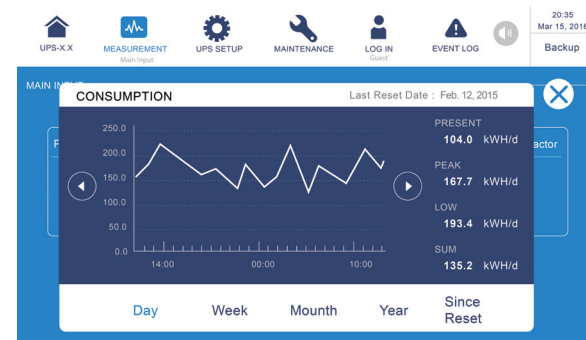 20:35
Mar 15, 2016
UPS-X.X
MEASUREMENT
Main Input
UPS SETUP
MAINTENANCE
LOG IN
Guest
EVENT LOG
Backup
MAIN
CONSUMPTION
Last Reset Date : Feb. 12, 2015
250.0
200.0
150.0
100.0
50.0
0.0
14:00
00:00
10:00
PRESENT
104.0 kWH/d
PEAK
167.7 kWH/d
LOW
193.4 kWH/d
SUM
135.2 kWH/d
actor
Day
Week
Mounth
Year
Since
Reset